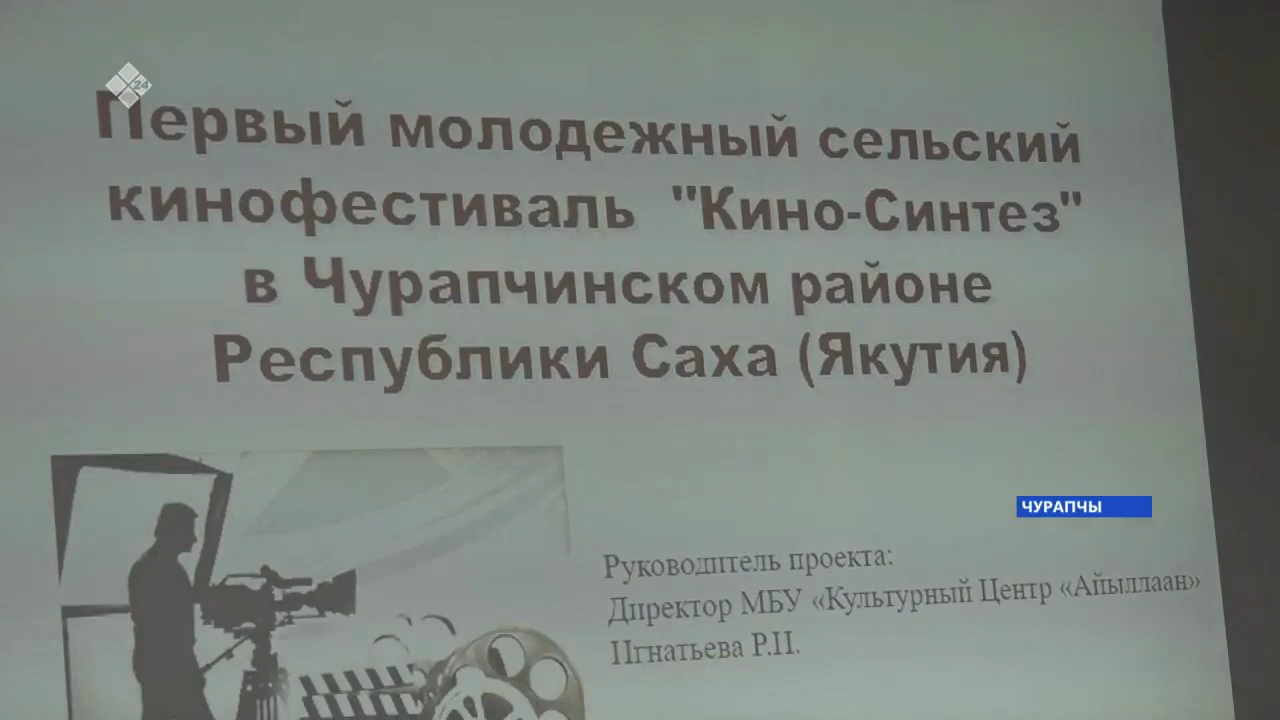 24
Первый молодежный сельский
кинофестиваль "Кино-Синтез"
в Чурапчинском районе
Республики Саха (Якутия)
ЧУРАПЧЫ
Руководитель проекта:
Директор МБУ «Культурный Центр «Айыллаан»
Игнатьева Р.И.